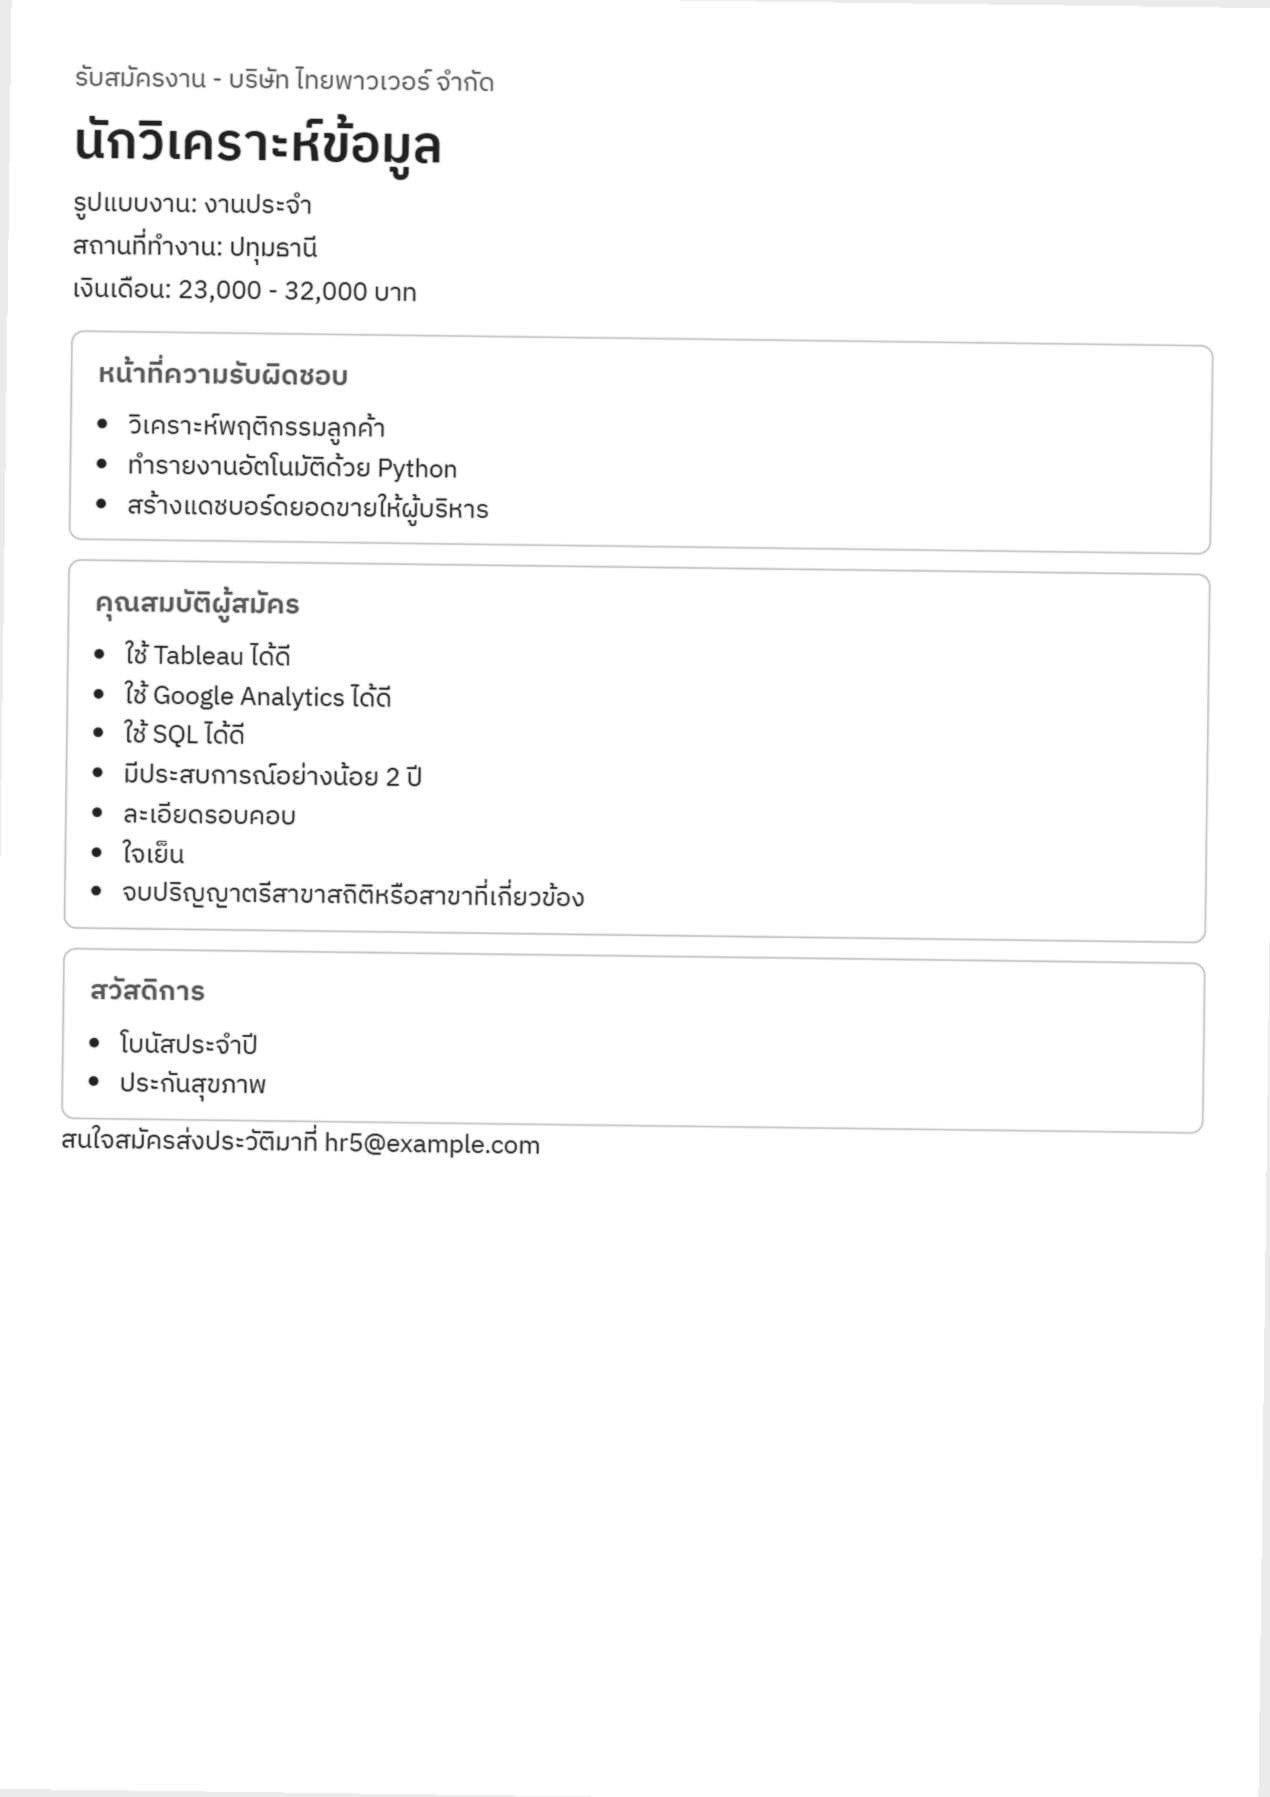 รับสมัครงาน - บริษัท ไทยพาวเวอร์ จำกัด
นักวิเคราะห์ข้อมูล
รูปแบบงาน: งานประจำ
สถานที่ทำงาน: ปทุมธานี
เงินเดือน: 23,000 - 32,000 บาท
หน้าที่ความรับผิดชอบ
• วิเคราะห์พฤติกรรมลูกค้า
• ทำรายงานอัตโนมัติด้วย Python
• สร้างแดชบอร์ดยอดขายให้ผู้บริหาร
คุณสมบัติผู้สมัคร
• ใช้ Tableau ได้ดี
• ใช้ Google Analytics ได้ดี
• ใช้ SQL ได้ดี
• มีประสบการณ์อย่างน้อย 2 ปี
• ละเอียดรอบคอบ
• ใจเย็น
• จบปริญญาตรีสาขาสถิติหรือสาขาที่เกี่ยวข้อง
สวัสดิการ
• โบนัสประจำปี
• ประกันสุขภาพ
สนใจสมัครส่งประวัติมาที่ hr5@example.com